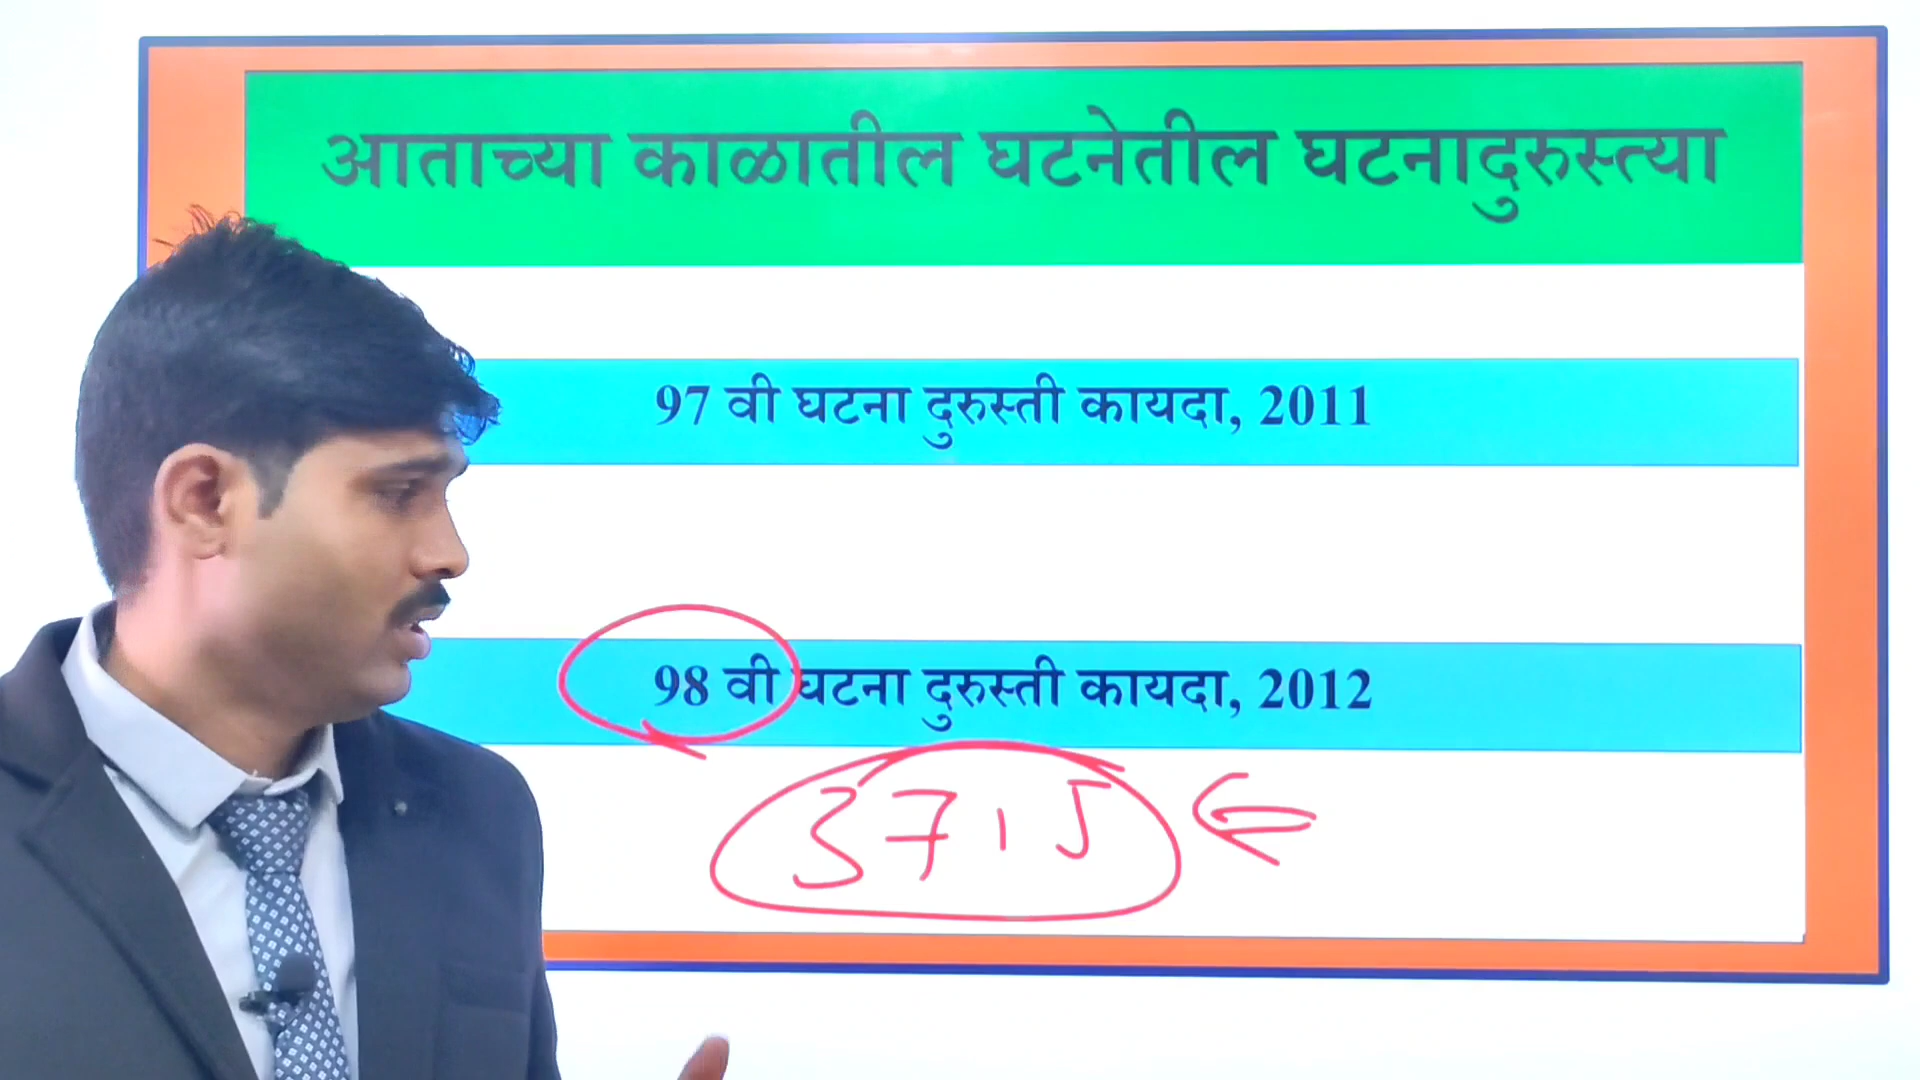 आताच्या काळातील घटनेतील घटनादुरुस्त्या
97 वी घटना दुरुस्ती कायदा, 2011
98 वी घटना दुरुस्ती कायदा, 2012
371J